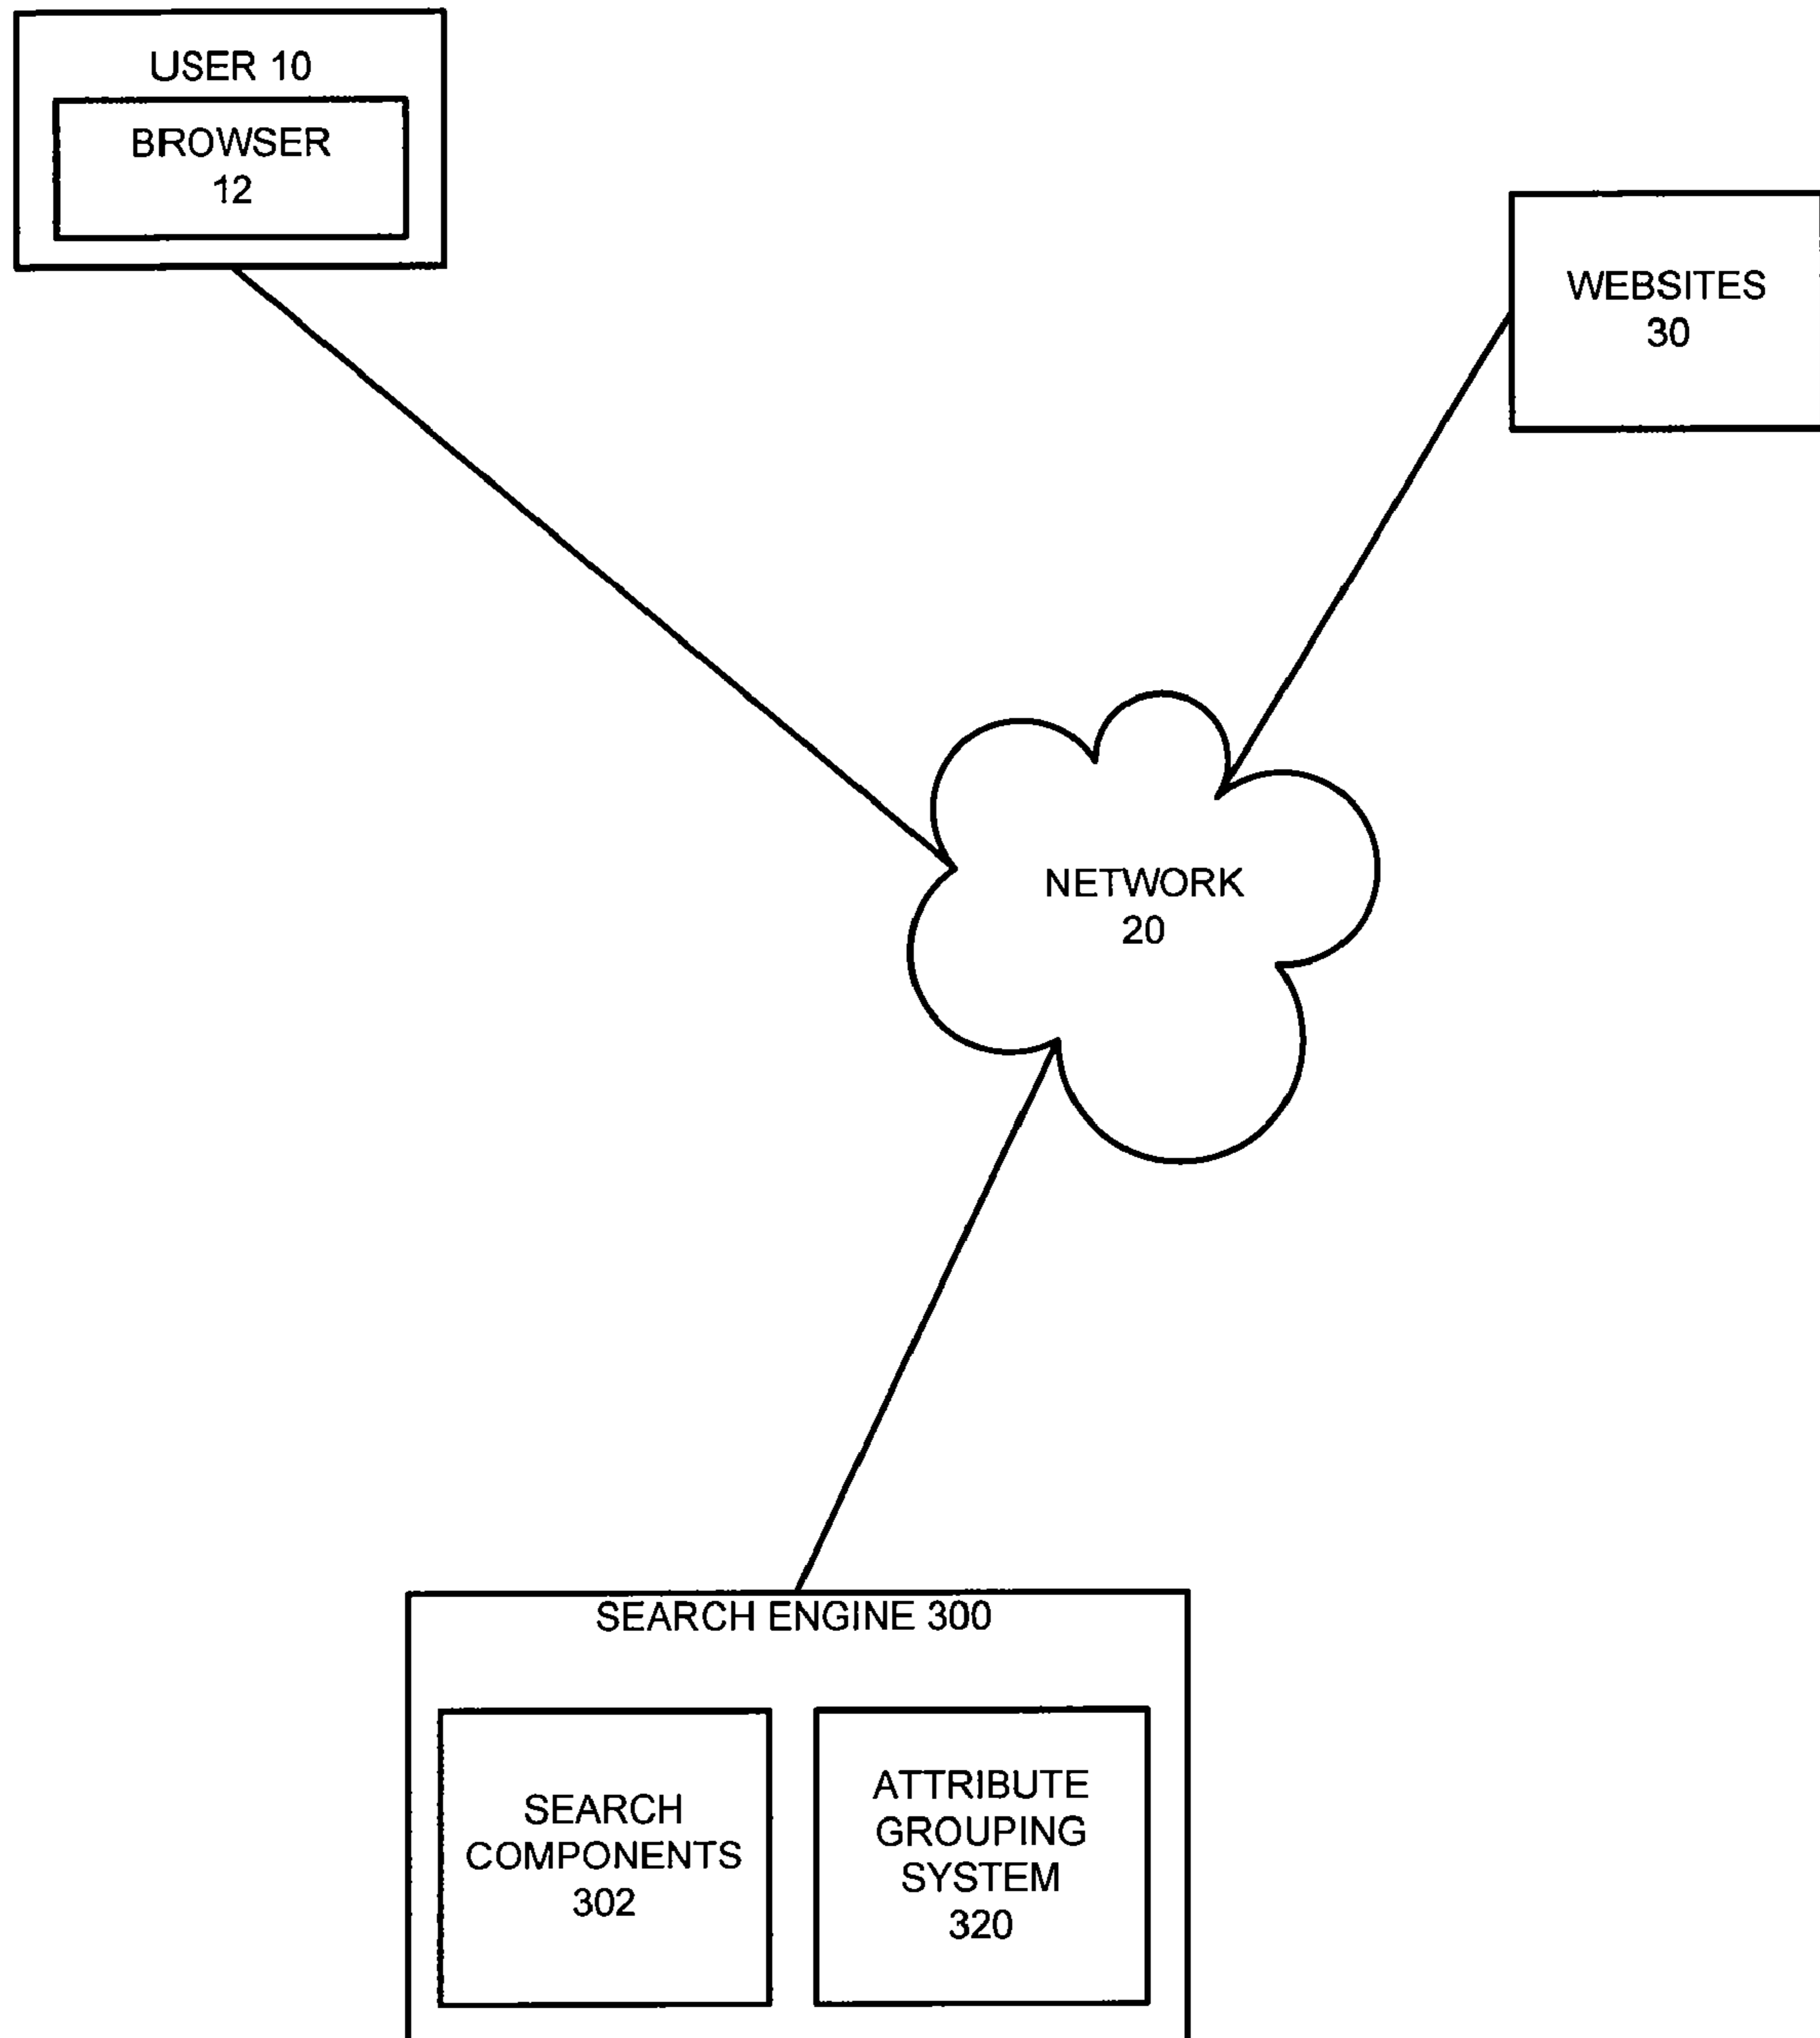 USER 10
BROWSER
12
WEBSITES
30
NETWORK
20
SEARCH ENGINE 300
SEARCH
COMPONENTS
302
ATTRIBUTE
GROUPING
SYSTEM
320